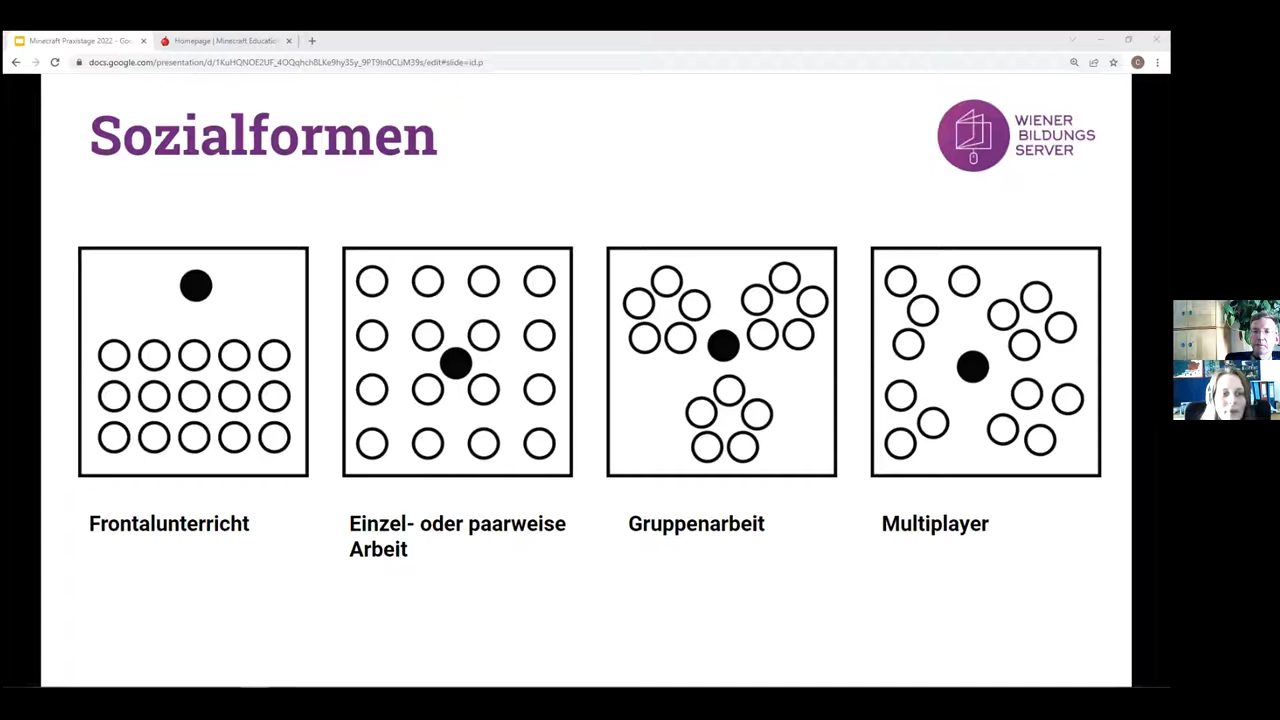 Minecraft Praxistage 2022 - Goo
Homepage | Minecraft Education
docs.google.com/presentation/d/1KuHQNOE2UF_4OQqhch8LKe9hy35y_9PT9In0CLiM39s/edit#slide=id.p
C
Sozialformen
WIENER
BILDUNGS
SERVER
Frontalunterricht
Einzel- oder paarweise
Arbeit
Gruppenarbeit
Multiplayer